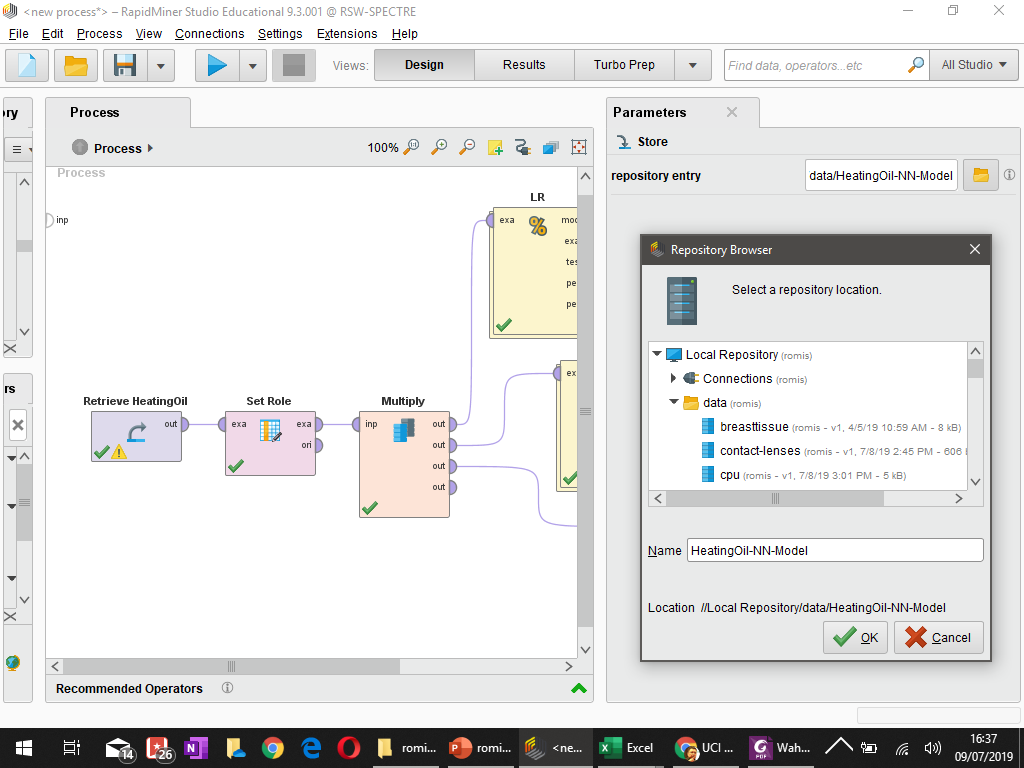 <new process*> – RapidMiner Studio Educational 9.3.001 @ RSW-SPECTRE
File Edit Process View Connections Settings Extensions Help
Views: Design Results Turbo Prep Find data, operators...etc All Studio
ory Process Parameters
Process 100% Store
Process
repository entry data/HeatingOil-NN-Model
inp
LR
exa mod
exa
tes
per
per
Repository Browser
Select a repository location.
Local Repository (romis)
Connections (romis)
data (romis)
breasttissue (romis - v1, 4/5/19 10:59 AM - 8 kB)
contact-lenses (romis - v1, 7/8/19 2:45 PM - 606
cpu (romis - v1, 7/8/19 3:01 PM - 5 kB)
Name HeatingOil-NN-Model
Location //Local Repository/data/HeatingOil-NN-Model
OK Cancel
rs
exa
Retrieve HeatingOil Set Role Multiply
out exa exa inp out
ori out
out
out
Recommended Operators
14 26 N romi... P romi... <ne... Excel UCI ... PDF Wah...
16:37
09/07/2019